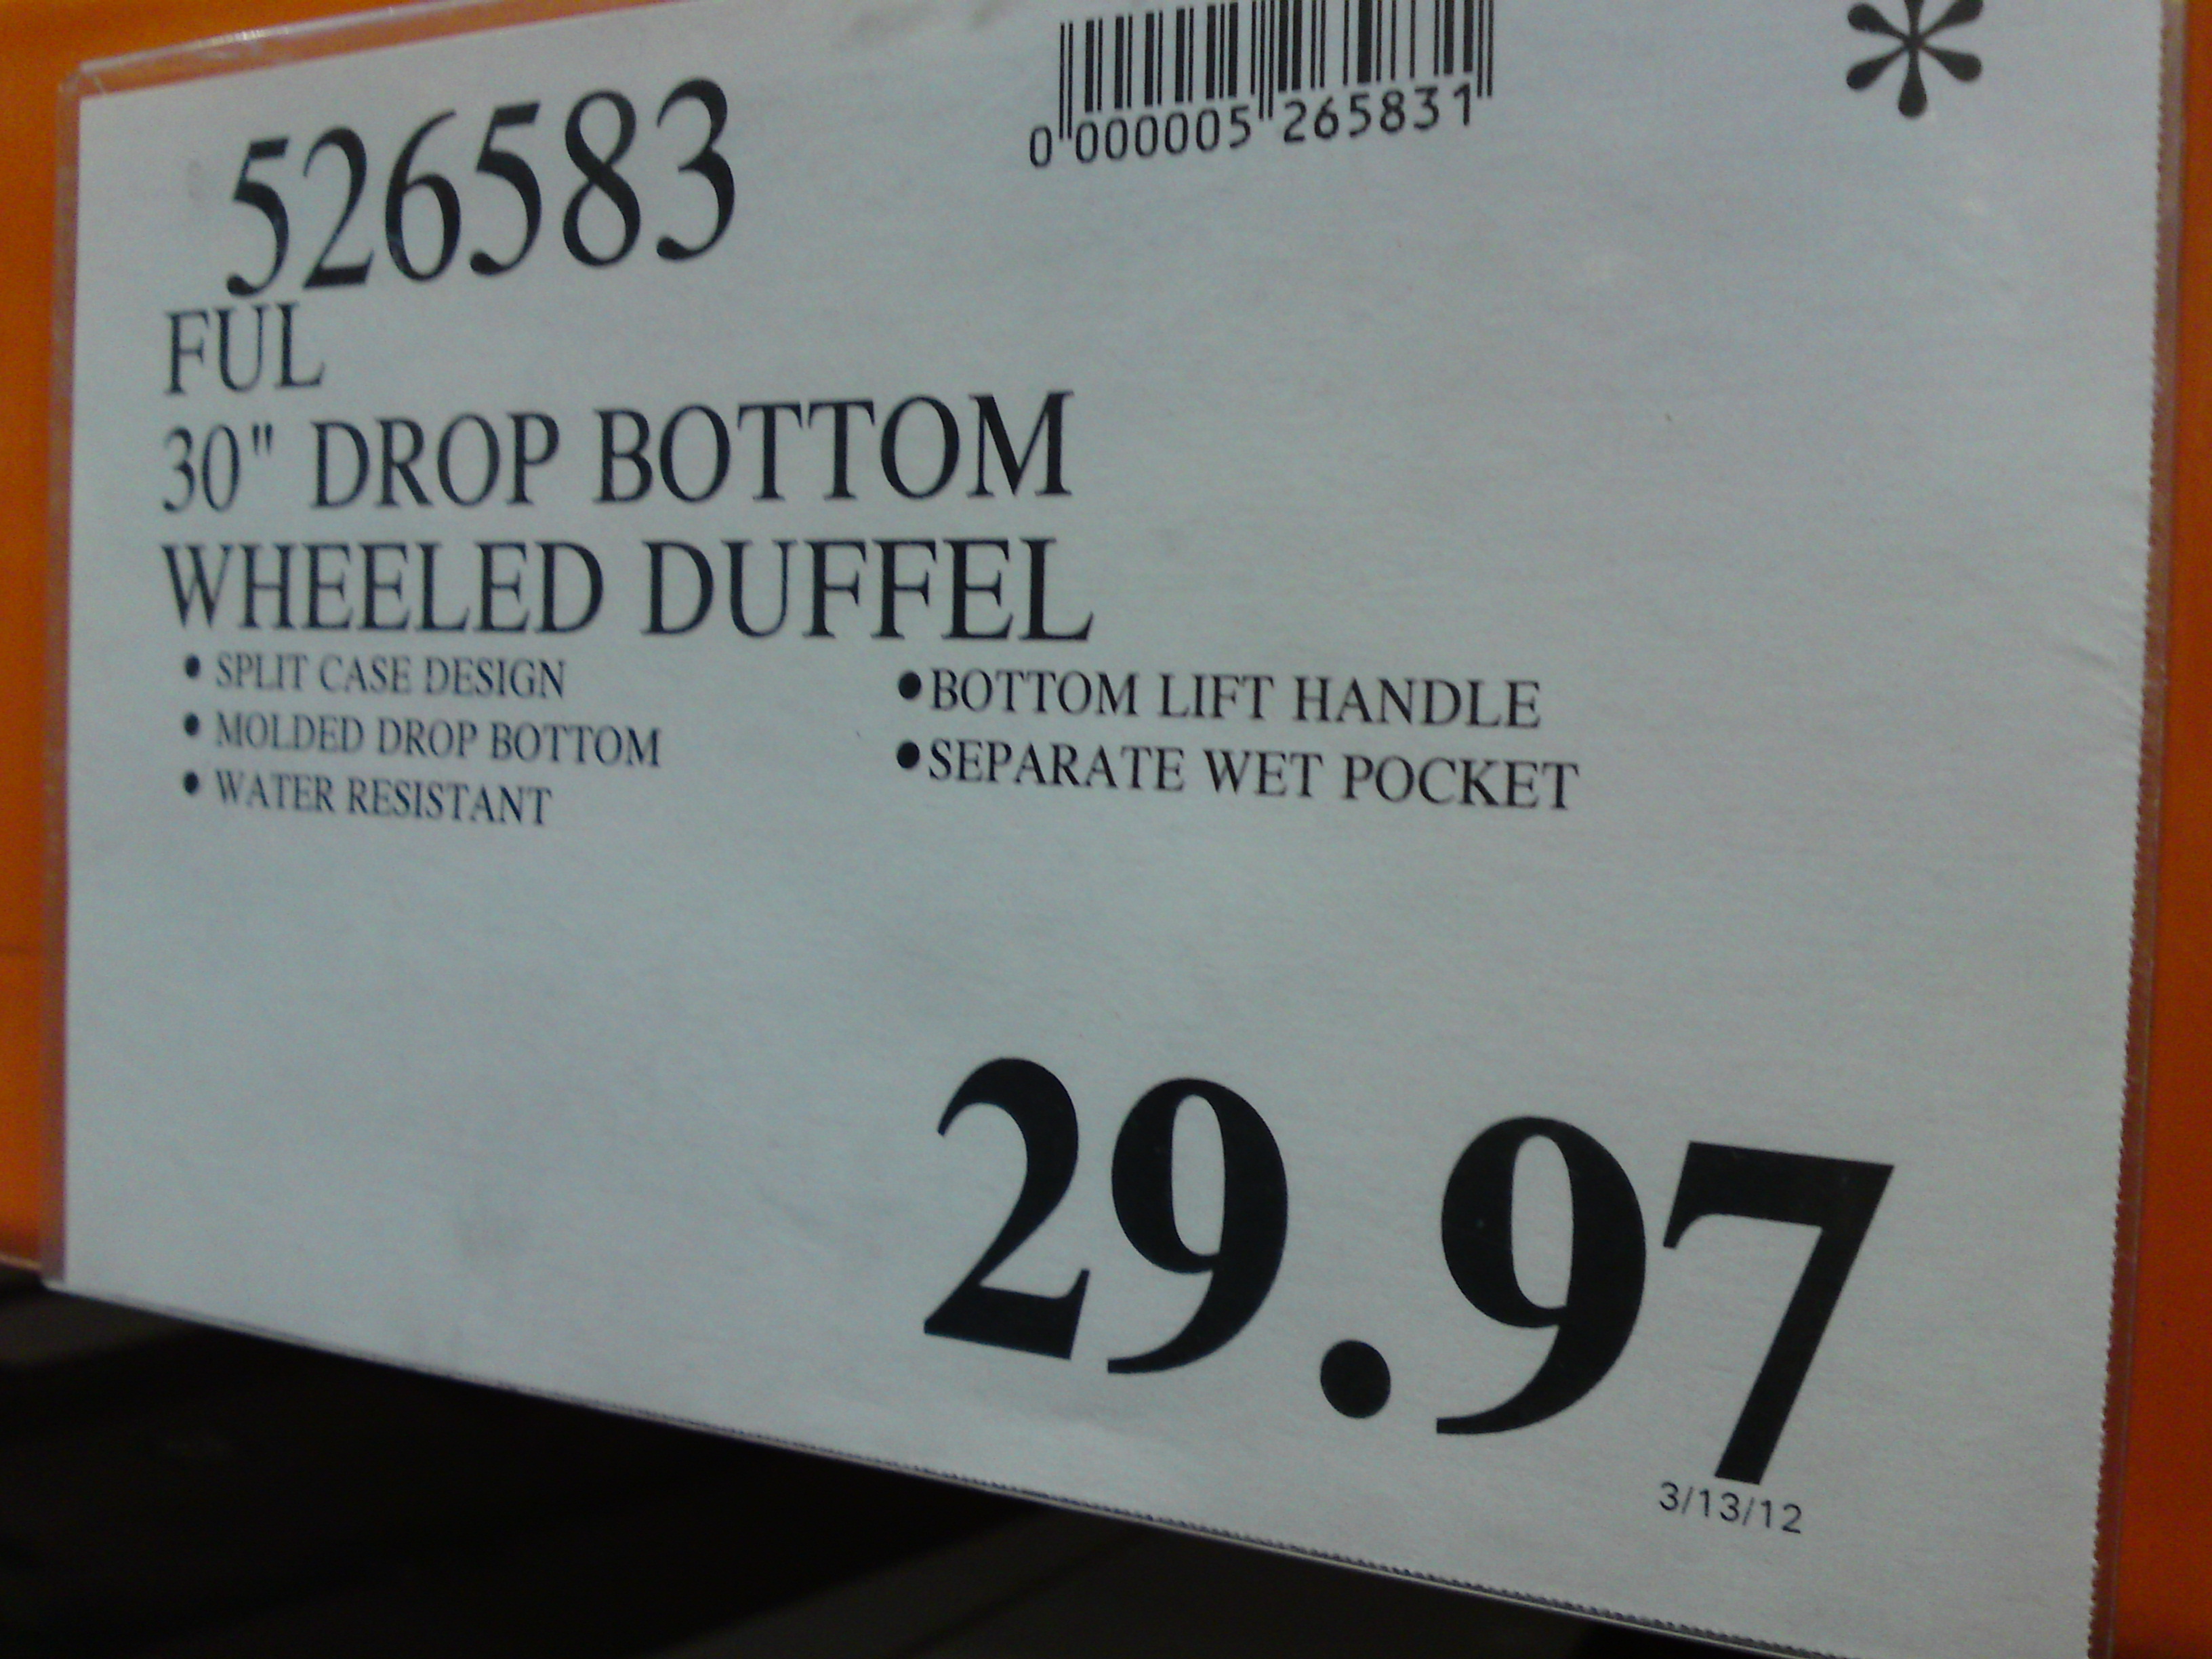 0 000005 265831
*
526583
FUL
30" DROP BOTTOM
WHEELED DUFFEL
• SPLIT CASE DESIGN
• MOLDED DROP BOTTOM
• WATER RESISTANT
•BOTTOM LIFT HANDLE
•SEPARATE WET POCKET
29.97
3/13/12